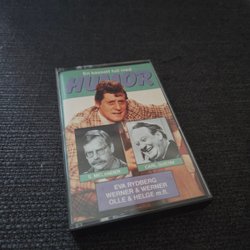 En kassett full med
HUMOR
EVA RYDBERG
WERNER & WERNER
OLLE & HELGE m.fl.